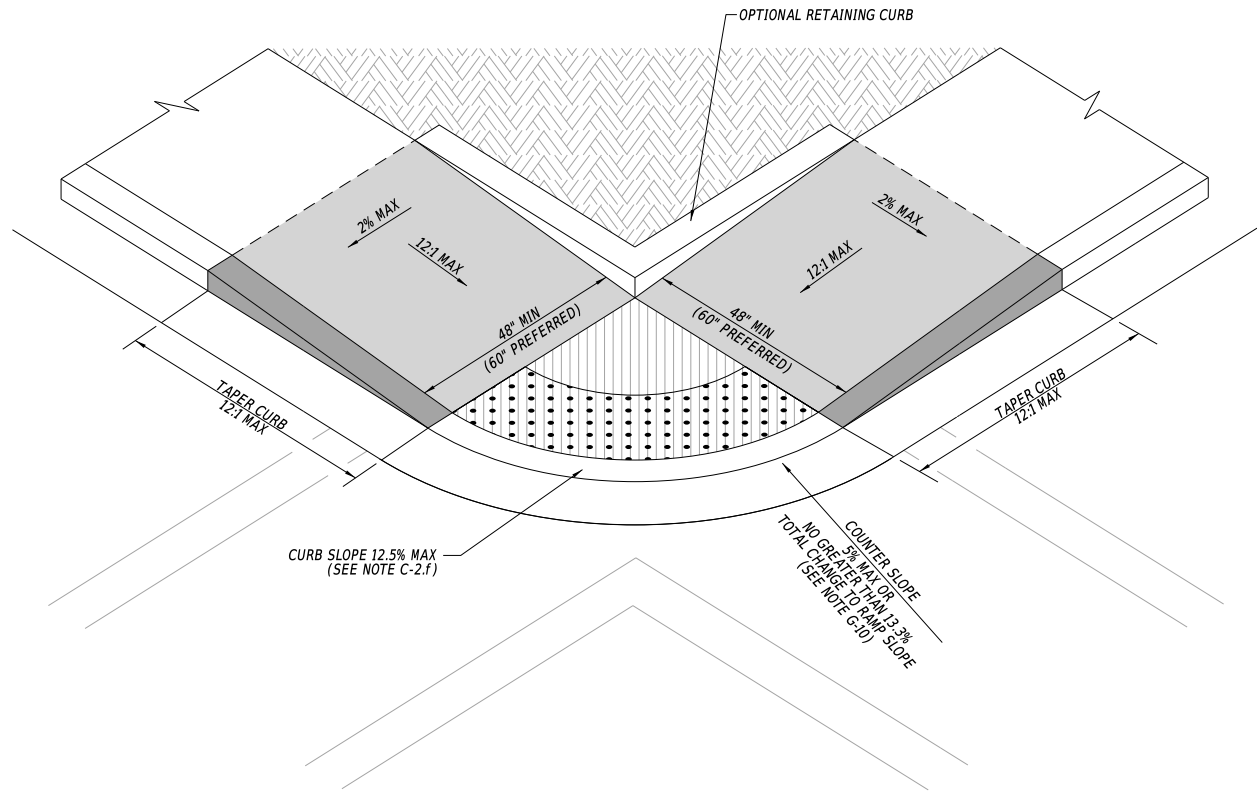 OPTIONAL RETAINING CURB
2% MAX
12:1 MAX
2% MAX
12:1 MAX
48" MIN
(60" PREFERRED)
48" MIN
(60" PREFERRED)
TAPER CURB
12:1 MAX
TAPER CURB
12:1 MAX
CURB SLOPE 12.5% MAX
(SEE NOTE C-2.f)
COUNTER SLOPE
5% MAX OR
NO GREATER THAN 13.3%
TOTAL CHANGE TO RAMP SLOPE
(SEE NOTE G-10)